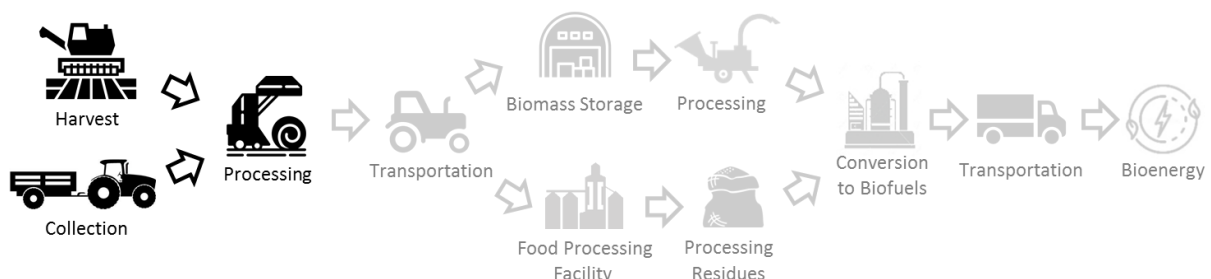 Harvest
Collection
Processing
Transportation
Biomass Storage
Processing
Food Processing
Facility
Processing
Residues
Conversion
to Biofuels
Transportation
Bioenergy